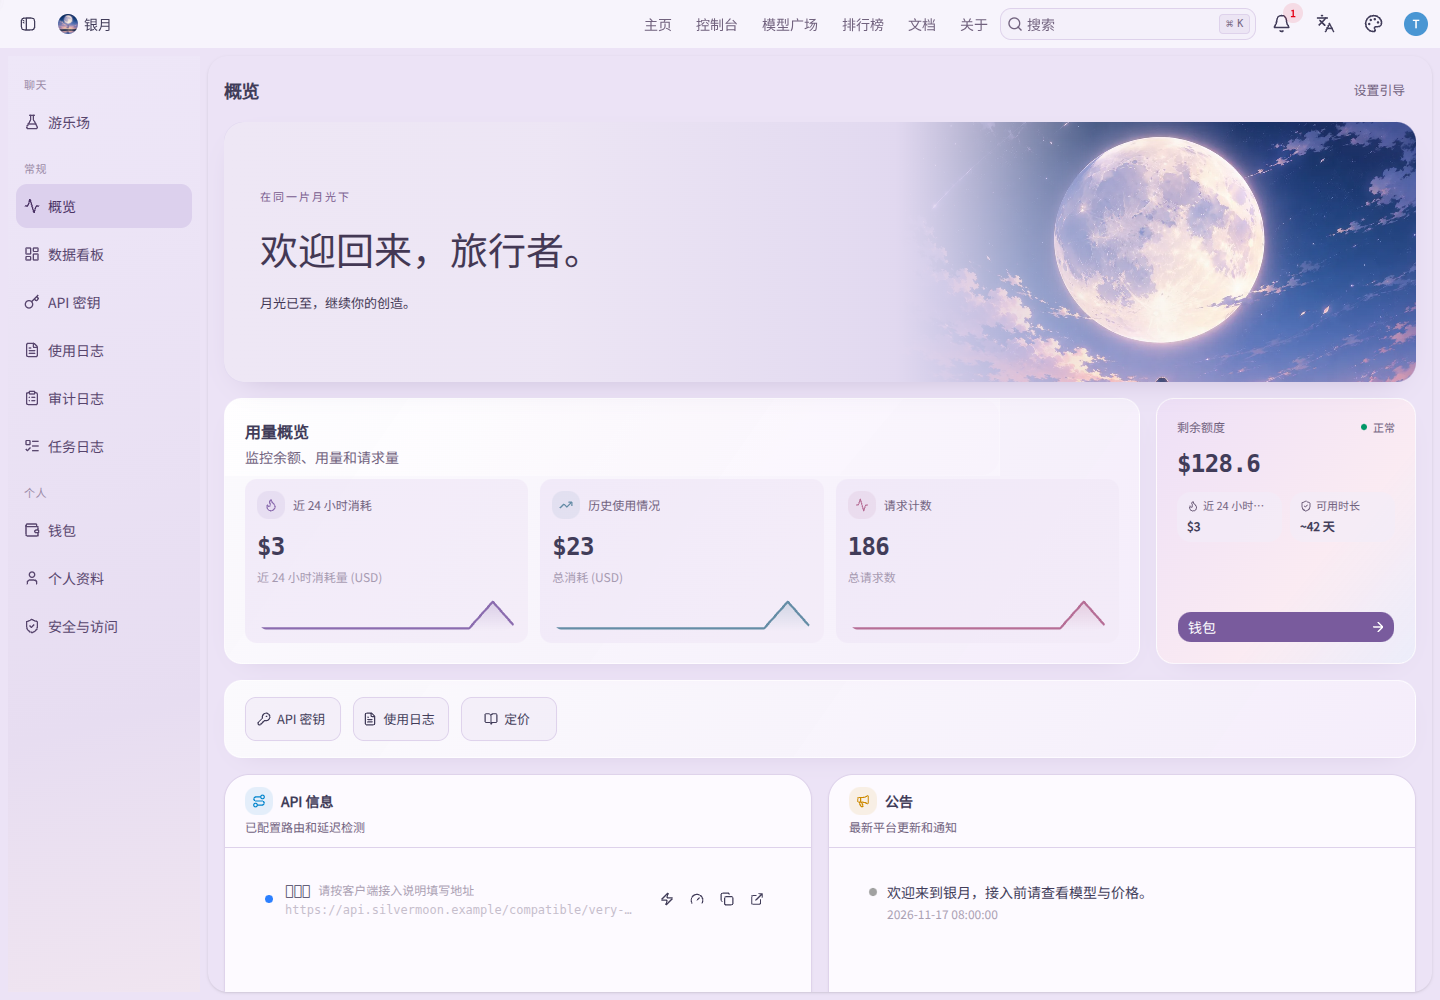 银月
主页 控制台 模型广场 排行榜 文档 关于
搜索 ⌘ K
1
T
聊天
游乐场
常规
概览
数据看板
API 密钥
使用日志
审计日志
任务日志
个人
钱包
个人资料
安全与访问
概览
设置引导
在同一片月光下
欢迎回来，旅行者。
月光已至，继续你的创造。
用量概览
监控余额、用量和请求量
近 24 小时消耗
$3
近 24 小时消耗量 (USD)
历史使用情况
$23
总消耗 (USD)
请求计数
186
总请求数
剩余额度
正常
$128.6
近 24 小时···
$3
可用时长
~42 天
钱包
API 密钥
使用日志
定价
API 信息
已配置路由和延迟检测
请按客户端接入说明填写地址
https://api.silvermoon.example/compatible/very-…
公告
最新平台更新和通知
欢迎来到银月，接入前请查看模型与价格。
2026-11-17 08:00:00